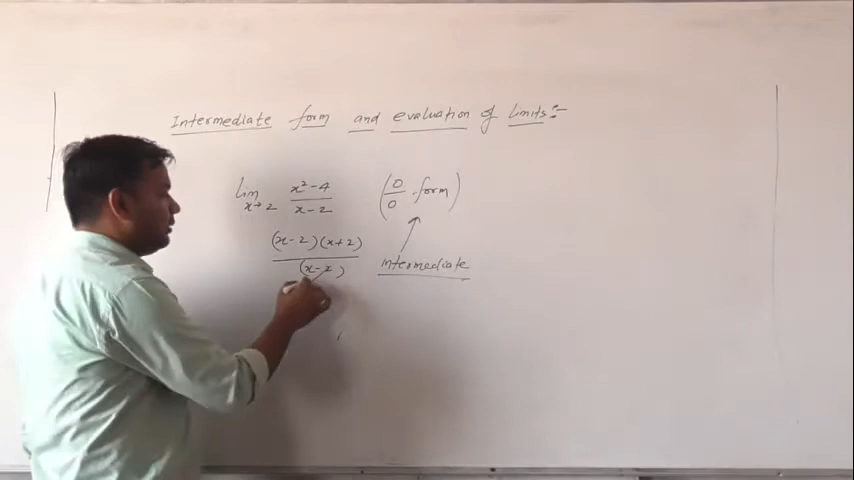 Intermediate form and evaluation of limits:-
lim x→2 x²-4 / x-2 (0/0 form)
(x-2)(x+2) / (x-2)
Intermediate